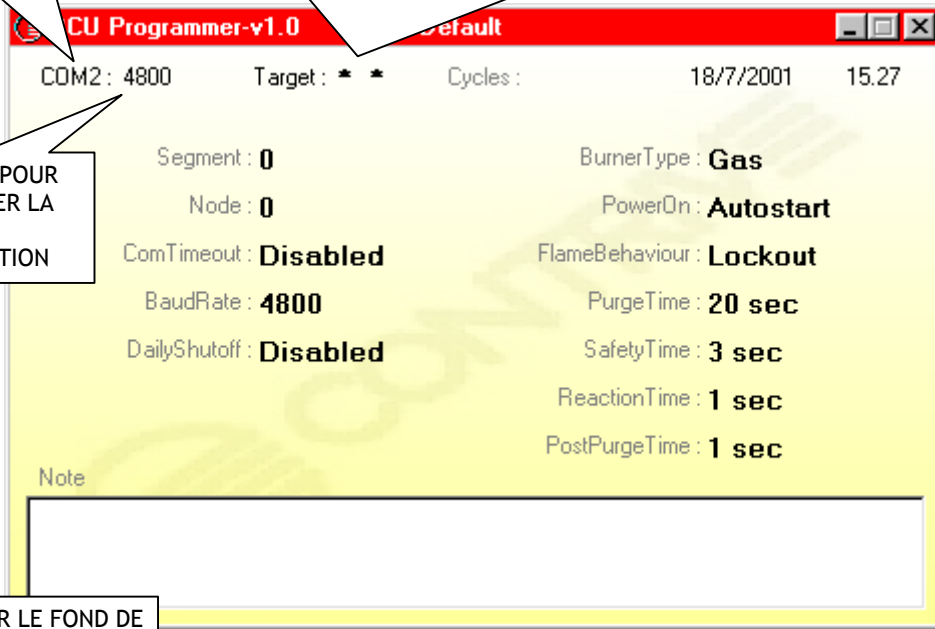 CU Programmer-v1.0
COM2 : 4800 Target : * * Cycles : 18/7/2001 15.27
POUR
ER LA
TION
Segment : 0
Node : 0
ComTimeout : Disabled
BaudRate : 4800
DailyShutoff : Disabled
BurnerType : Gas
PowerOn : Autostart
FlameBehaviour : Lockout
PurgeTime : 20 sec
SafetyTime : 3 sec
ReactionTime : 1 sec
PostPurgeTime : 1 sec
Note
R LE FOND DE